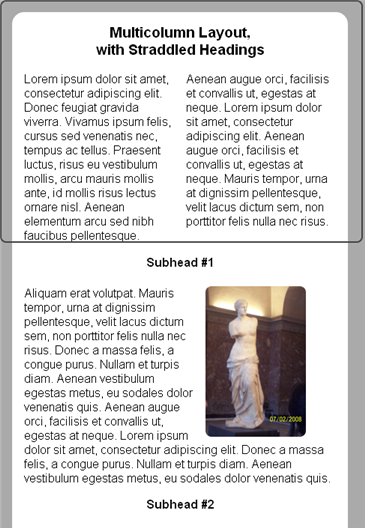 Multicolumn Layout,
with Straddled Headings
Lorem ipsum dolor sit amet,
consectetur adipiscing elit.
Donec feugiat gravida
viverra. Vivamus ipsum felis,
cursus sed venenatis nec,
tempus ac tellus. Praesent
luctus, risus eu vestibulum
mollis, arcu mauris mollis
ante, id mollis risus lectus
ornare nisl. Aenean
elementum arcu sed nibh
faucibus pellentesque.
Aenean augue orci, facilisis
et convallis ut, egestas at
neque. Lorem ipsum dolor
sit amet, consectetur
adipiscing elit. Aenean
augue orci, facilisis et
convallis ut, egestas at
neque. Mauris tempor, urna
at dignissim pellentesque,
velit lacus dictum sem, non
porttitor felis nulla nec risus.
Subhead #1
Aliquam erat volutpat. Mauris
tempor, urna at dignissim
pellentesque, velit lacus dictum
sem, non porttitor felis nulla nec
risus. Donec a massa felis, a
congue purus. Nullam et turpis
diam. Aenean vestibulum
egestas metus, eu sodales dolor
venenatis quis. Aenean augue
orci, facilisis et convallis ut,
egestas at neque. Lorem ipsum
dolor sit amet, consectetur adipiscing elit. Donec a massa
felis, a congue purus. Nullam et turpis diam. Aenean
vestibulum egestas metus, eu sodales dolor venenatis quis.
07/02/2008
Subhead #2